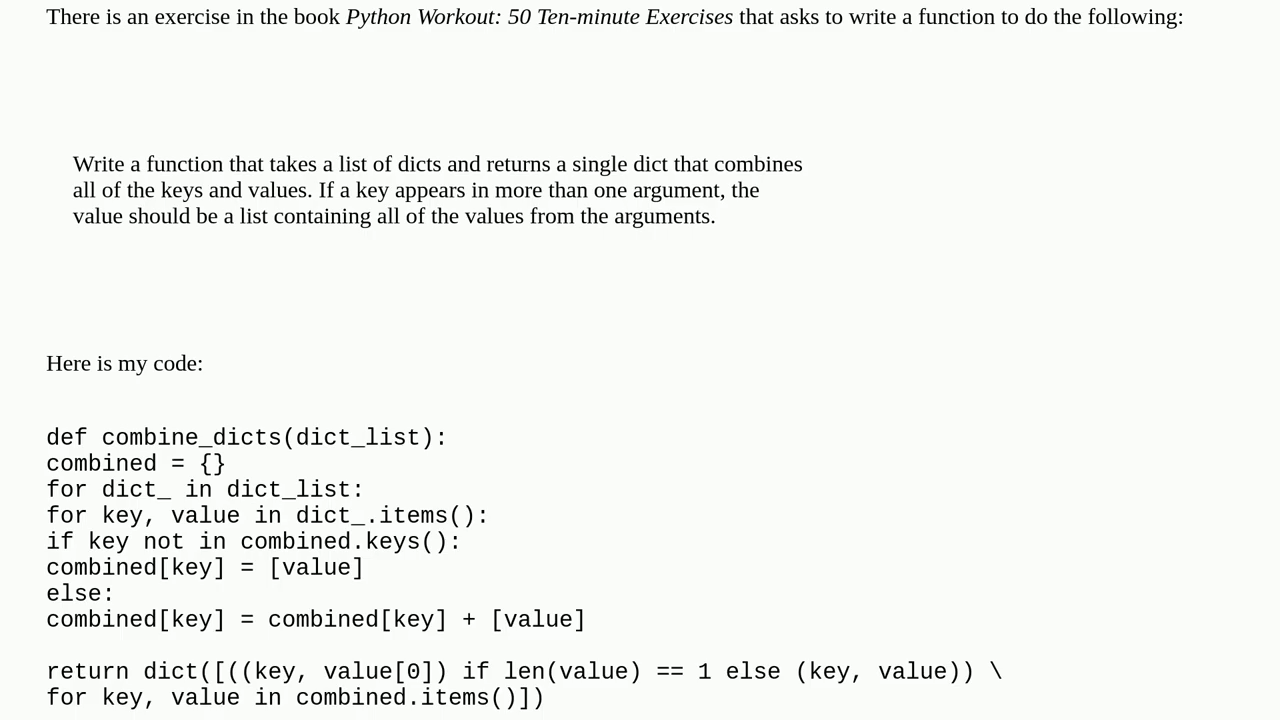 There is an exercise in the book Python Workout: 50 Ten-minute Exercises that asks to write a function to do the following:
Write a function that takes a list of dicts and returns a single dict that combines
all of the keys and values. If a key appears in more than one argument, the
value should be a list containing all of the values from the arguments.
Here is my code:
def combine_dicts(dict_list):
combined = {}
for dict_ in dict_list:
for key, value in dict_.items():
if key not in combined.keys():
combined[key] = [value]
else:
combined[key] = combined[key] + [value]
return dict([((key, value[0]) if len(value) == 1 else (key, value)) \
for key, value in combined.items()])